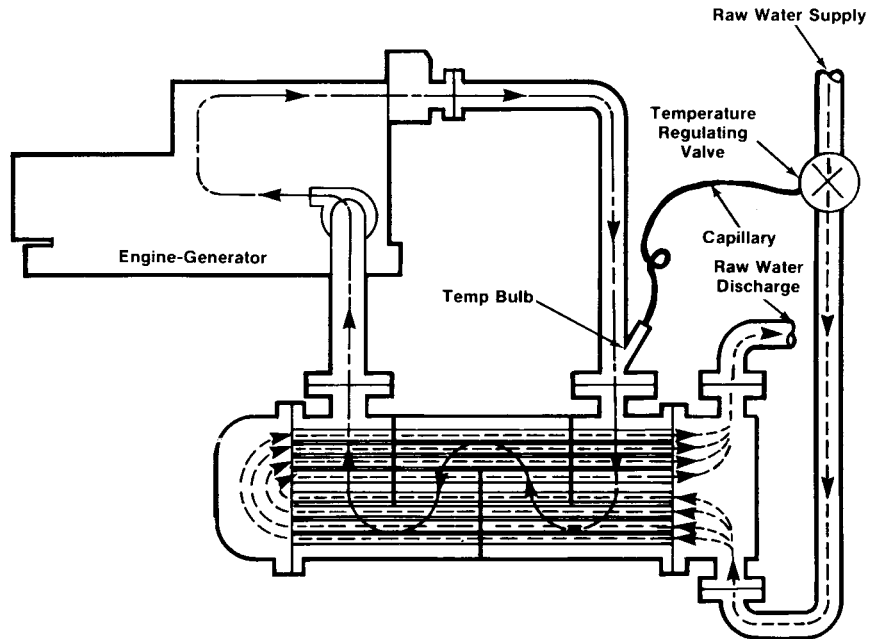 Raw Water Supply
Temperature
Regulating
Valve
Capillary
Engine-Generator
Raw Water
Discharge
Temp Bulb